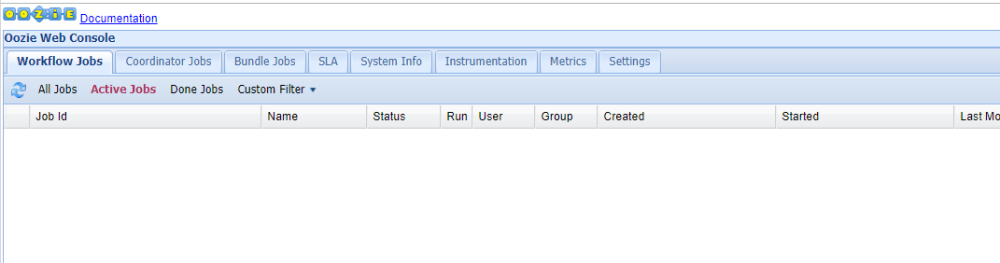 OOZIE Documentation
Oozie Web Console
Workflow Jobs Coordinator Jobs Bundle Jobs SLA System Info Instrumentation Metrics Settings
All Jobs Active Jobs Done Jobs Custom Filter
Job Id Name Status Run User Group Created Started Last Mo